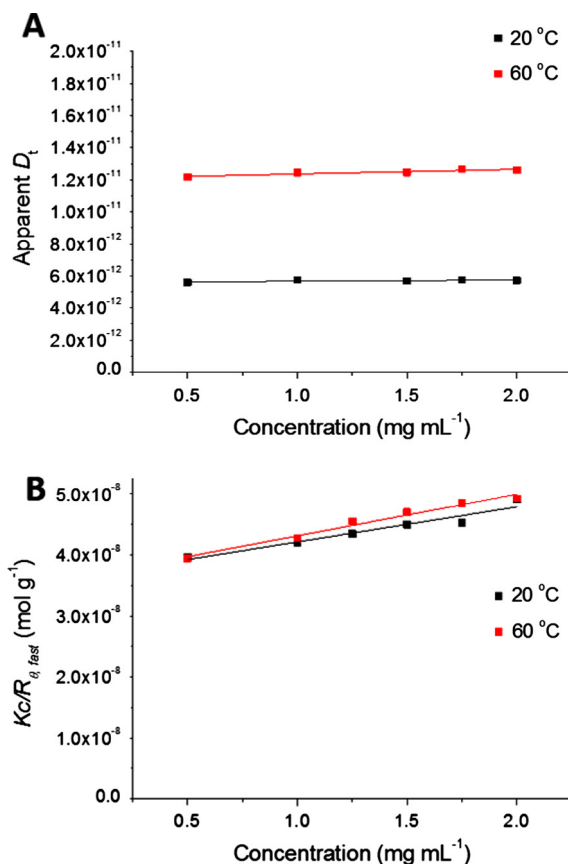 A
20 °C
60 °C
2.0x10⁻¹¹
1.8x10⁻¹¹
1.6x10⁻¹¹
1.4x10⁻¹¹
1.2x10⁻¹¹
1.0x10⁻¹¹
8.0x10⁻¹²
6.0x10⁻¹²
4.0x10⁻¹²
2.0x10⁻¹²
0.0
Apparent Dₜ
0.5 1.0 1.5 2.0
Concentration (mg mL⁻¹)
B
5.0x10⁻⁸
4.0x10⁻⁸
3.0x10⁻⁸
2.0x10⁻⁸
1.0x10⁻⁸
0.0
Kc/R θ, fast (mol g⁻¹)
20 °C
60 °C
0.5 1.0 1.5 2.0
Concentration (mg mL⁻¹)